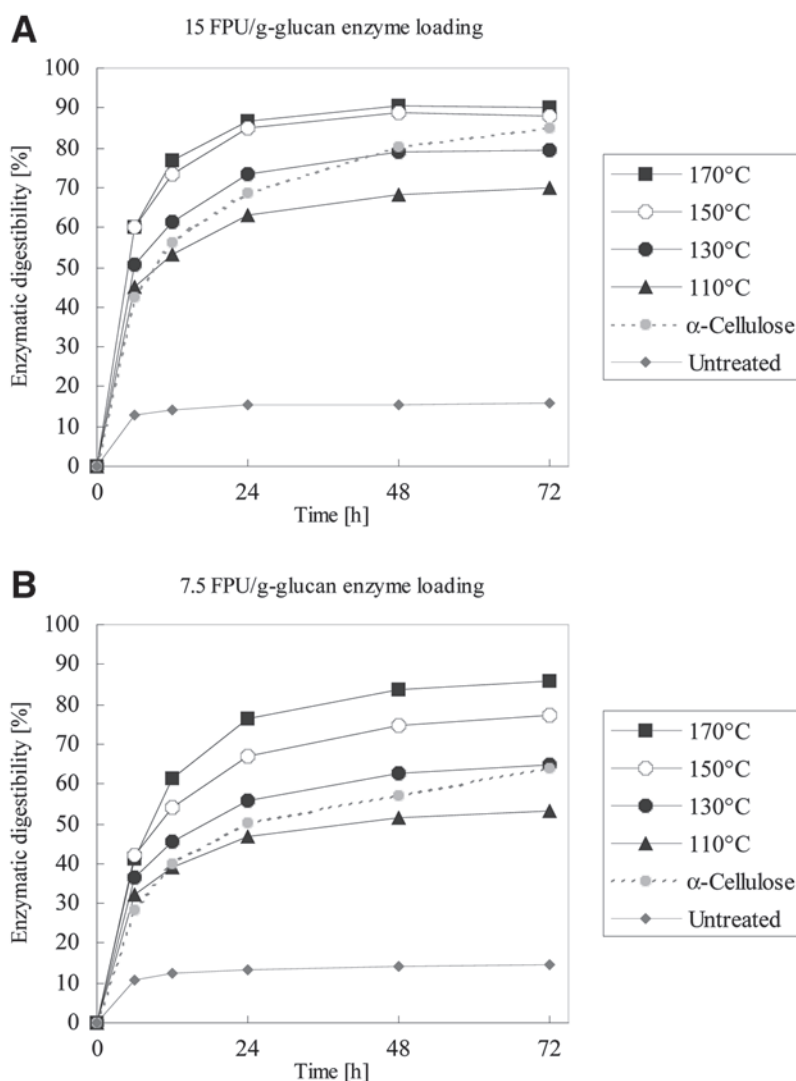 A
15 FPU/g-glucan enzyme loading
Enzymatic digestibility [%]
100
90
80
70
60
50
40
30
20
10
0
0 24 48 72
Time [h]
170°C
150°C
130°C
110°C
α-Cellulose
Untreated
B
7.5 FPU/g-glucan enzyme loading
Enzymatic digestibility [%]
100
90
80
70
60
50
40
30
20
10
0
0 24 48 72
Time [h]
170°C
150°C
130°C
110°C
α-Cellulose
Untreated